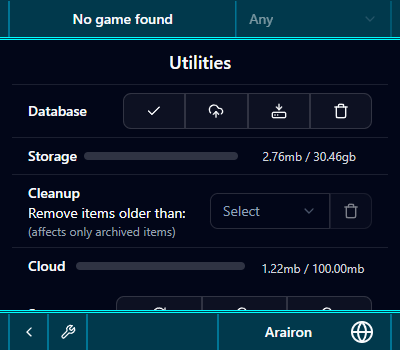 No game found
Any
Utilities
Database
Storage
2.76mb / 30.46gb
Cleanup
Remove items older than:
Select
(affects only archived items)
Cloud
1.22mb / 100.00mb
Arairon